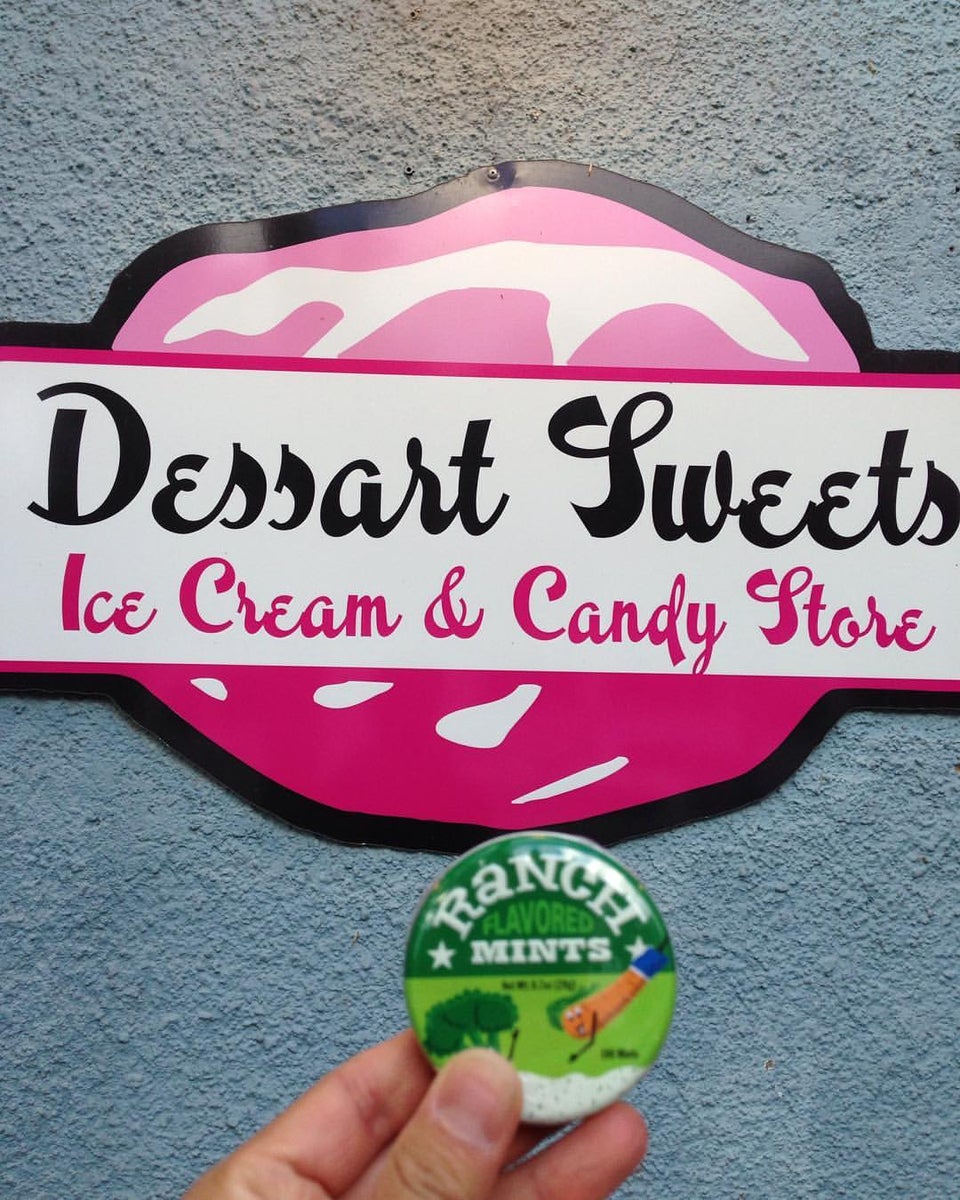 Dessart Sweets
Ice Cream & Candy Store
RaNCH
FLAVORED
MINTS